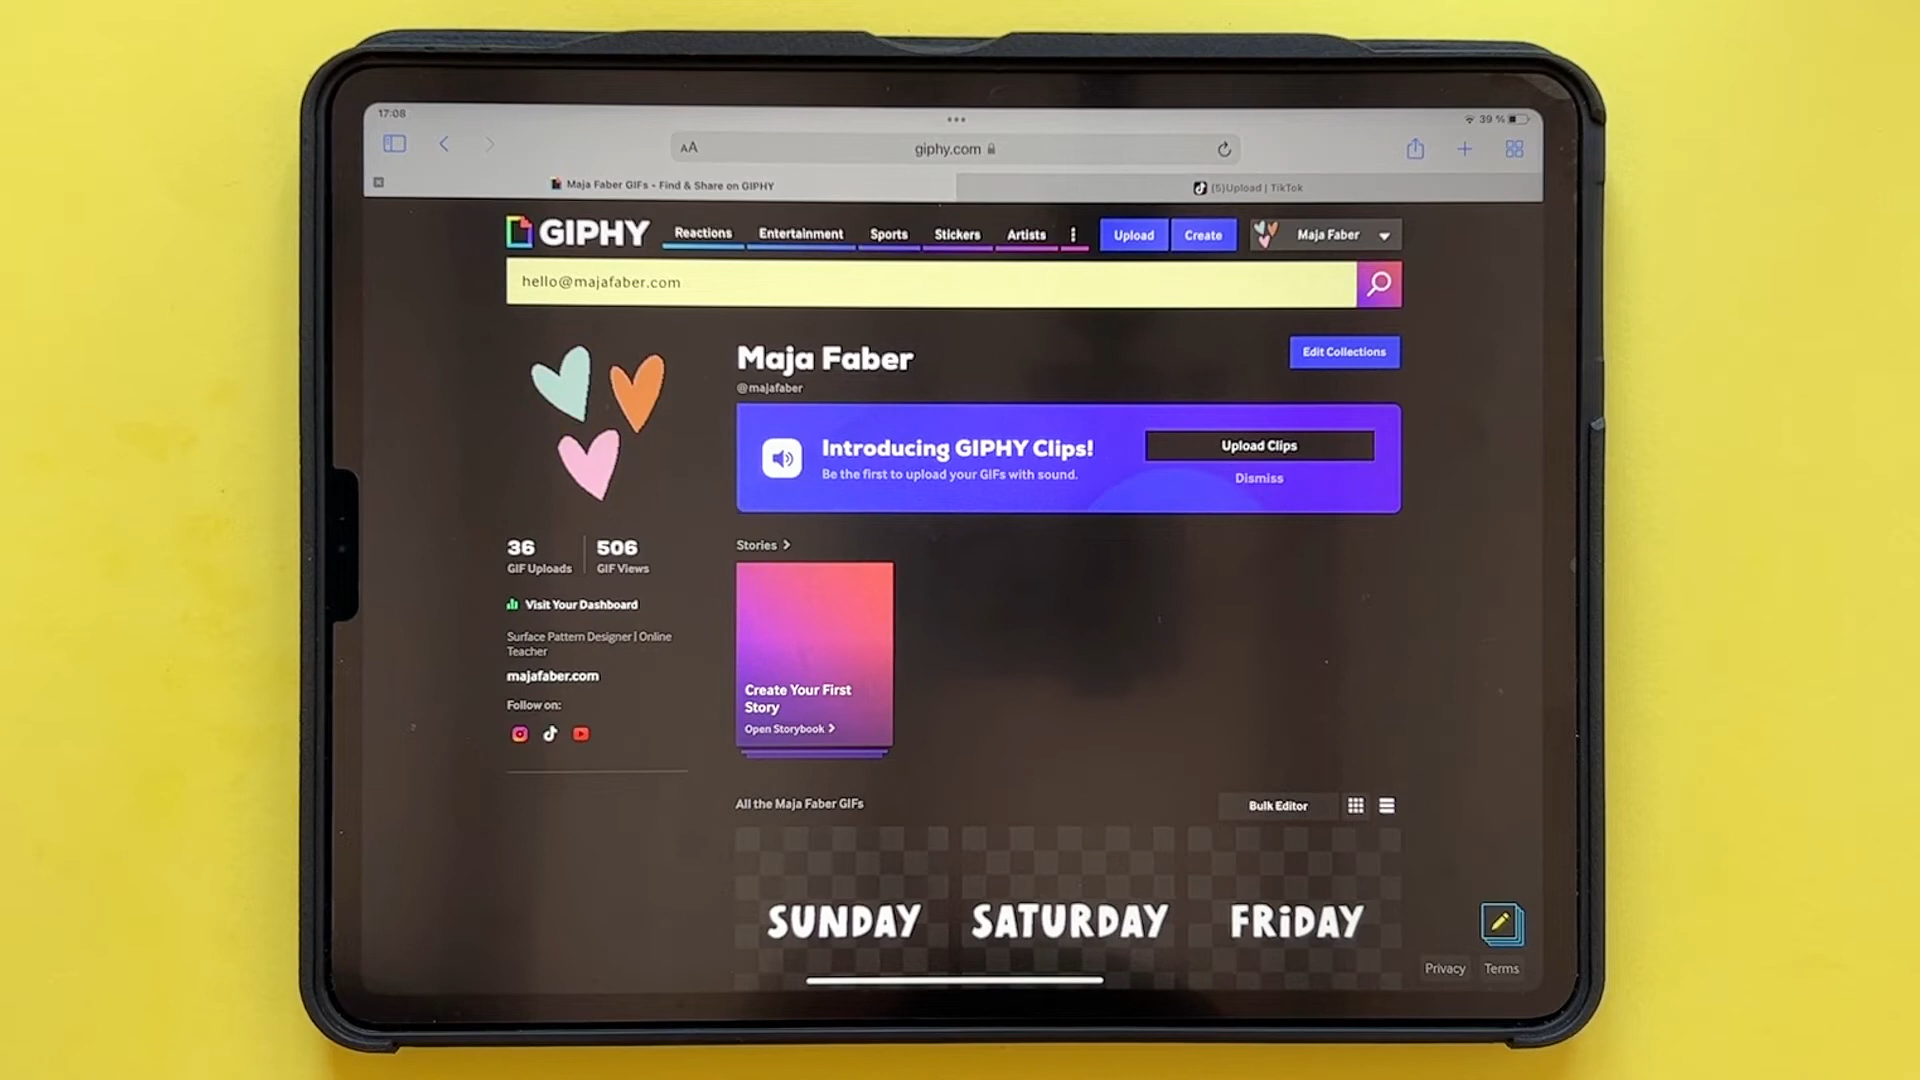 17:08
39 %
AA
giphy.com
Maja Faber GIFs - Find & Share on GIPHY
(5)Upload | TikTok
GIPHY
Reactions
Entertainment
Sports
Stickers
Artists
Upload
Create
Maja Faber
hello@majafaber.com
Maja Faber
Edit Collections
@majafaber
Introducing GIPHY Clips!
Upload Clips
Be the first to upload your GIFs with sound.
Dismiss
36
506
GIF Uploads
GIF Views
Stories
Visit Your Dashboard
Surface Pattern Designer | Online
Teacher
majafaber.com
Follow on:
Create Your First
Story
Open Storybook
All the Maja Faber GIFs
Bulk Editor
SUNDAY
SATURDAY
FRiDAY
Privacy
Terms